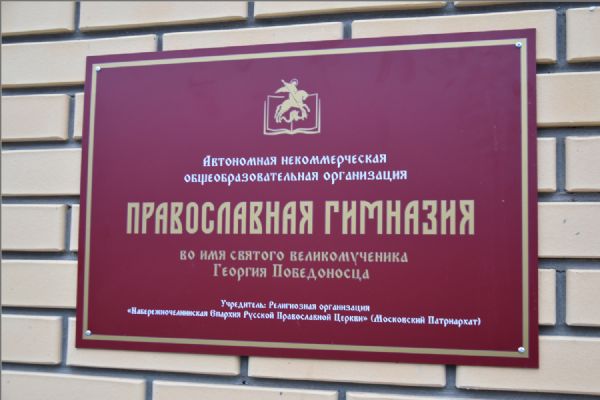 Автономная некоммерческая
общеобразовательная организация
ПРАВОСЛАВНАЯ ГИМНАЗИЯ
во имя святого великомученика
Георгия Победоносца
Учредитель: Религиозная организация
«Набережночелнинская Епархия Русской Православной Церкви» (Московский Патриархат)